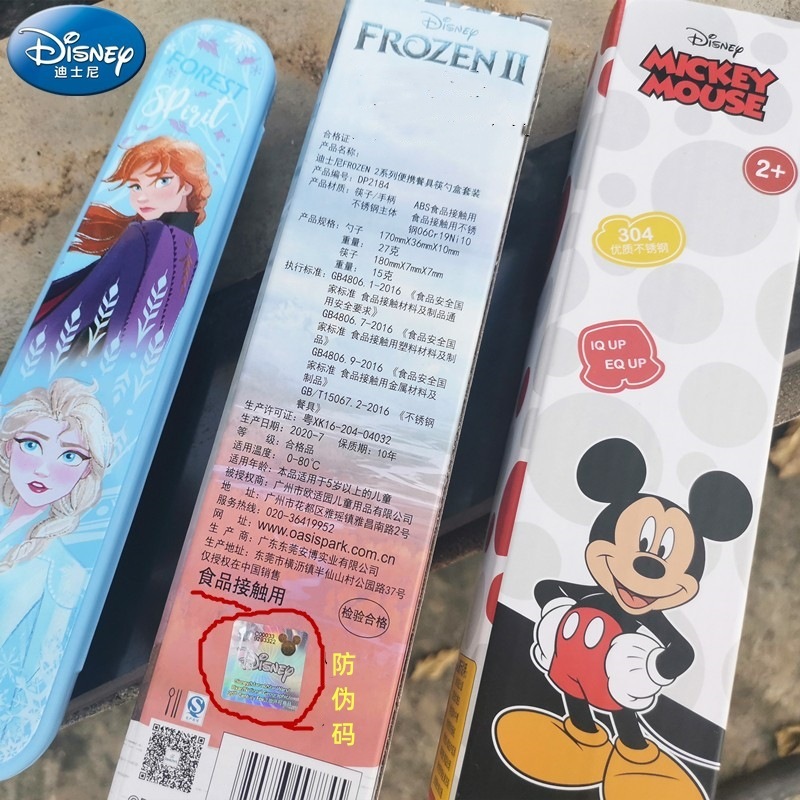 Disney
迪士尼
FOREST
Spirit
Disney
FROZEN II
合格证:
产品名称:
迪士尼FROZEN 2系列便携餐具筷勺盒套装
产品编号: DP2184
产品材质: 筷子/手柄 ABS食品接触用
不锈钢主体 食品接触用不锈
钢06Cr19Ni10
产品规格: 勺子 170mmX36mmX10mm
重量: 27克
筷子 180mmX7mmX7mm
重量: 15克
执行标准: GB4806.1-2016 《食品安全国
家标准 食品接触材料及制品通
用安全要求》
GB4806.7-2016 《食品安全国
家标准 食品接触用塑料材料及制
品》
GB4806.9-2016 《食品安全国
家标准 食品接触用金属材料及
制品》
GB/T15067.2-2016 《不锈钢
餐具》
生产许可证: 粤XK16-204-04032
生产日期: 2020-7 保质期: 10年
等 级: 合格品
适用温度: 0-80℃
适用年龄: 本品适用于5岁以上的儿童
被授权商: 广州市欧适园儿童用品有限公司
地 址: 广州市花都区雅瑶镇雅昌南路2号
服务热线: 020-36419952
网 址: www.oasispark.com.cn
生 产 商: 广东东莞安博实业有限公司
生产地址: 东莞市横沥镇半仙山村公园路37号
仅授权在中国销售
食品接触用
检验合格
Disney
防伪码
Disney
MICKEY
MOUSE
2+
304
优质不锈钢
IQ UP
EQ UP